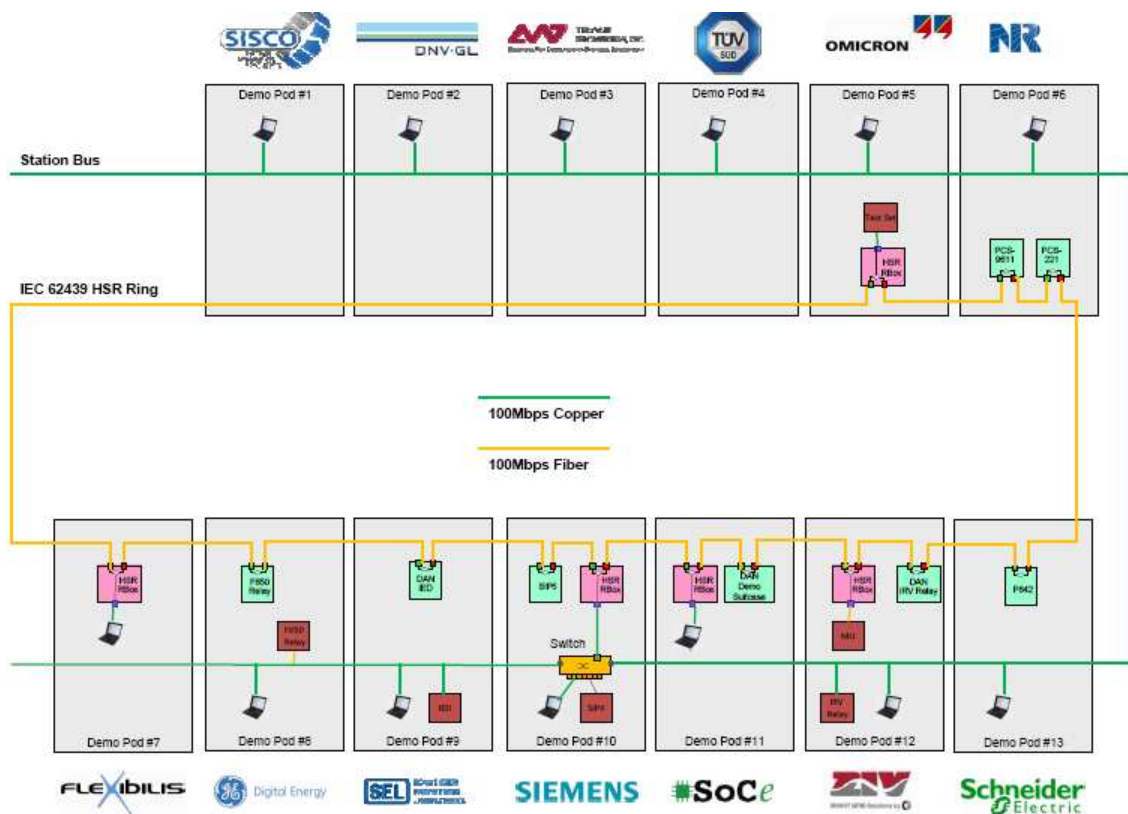 SISCO
DNV·GL
TÜV
SÜD
OMICRON
NR
Demo Pod #1
Demo Pod #2
Demo Pod #3
Demo Pod #4
Demo Pod #5
Demo Pod #6
Station Bus
Test Set
HSR
RBox
PCS-
9611
PCS-
221
IEC 62439 HSR Ring
100Mbps Copper
100Mbps Fiber
HSR
RBox
F650
Relay
DAN
IED
SIP5
HSR
RBox
HSR
RBox
DAN
Demo
Suitcase
HSR
RBox
DAN
IRV Relay
P642
F650
Relay
MU
Switch
IED
SIP4
IRV
Relay
Demo Pod #7
Demo Pod #8
Demo Pod #9
Demo Pod #10
Demo Pod #11
Demo Pod #12
Demo Pod #13
FLEXIBILIS
GE Digital Energy
SEL
SIEMENS
SoCe
ZIV
Schneider
Electric